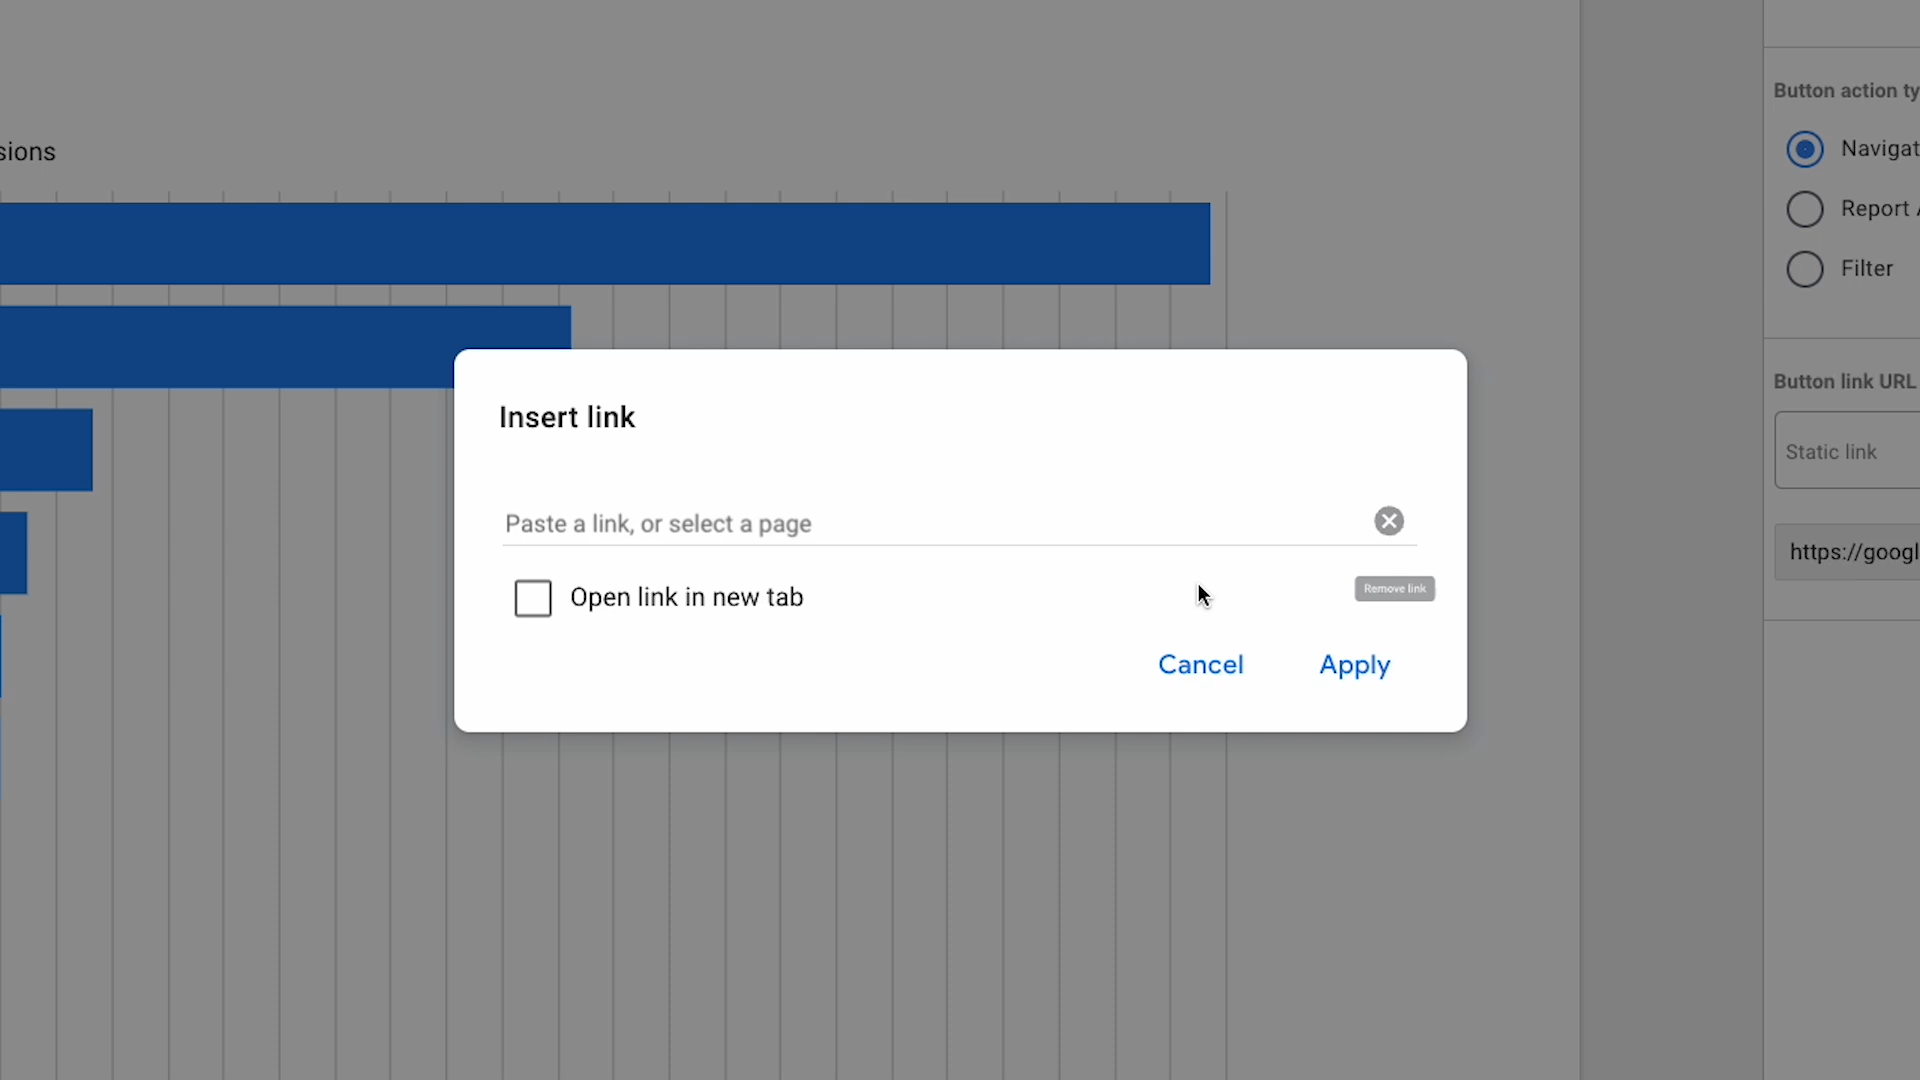 sions
Button action ty
Navigat
Report A
Filter
Button link URL
Static link
https://googl
Insert link
Paste a link, or select a page
Open link in new tab
Remove link
Cancel
Apply